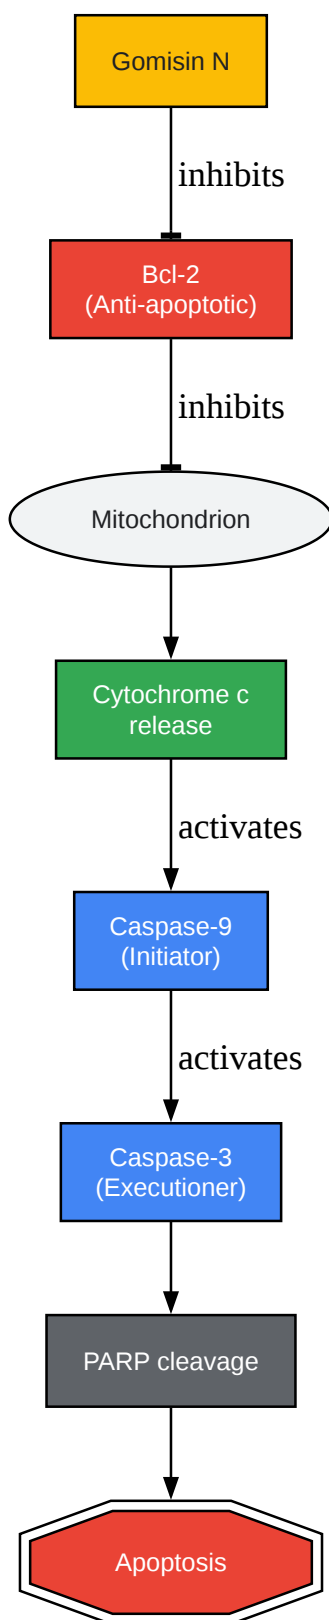 Gomisin N
inhibits
Bcl-2
(Anti-apoptotic)
inhibits
Mitochondrion
Cytochrome c
release
activates
Caspase-9
(Initiator)
activates
Caspase-3
(Executioner)
PARP cleavage
Apoptosis